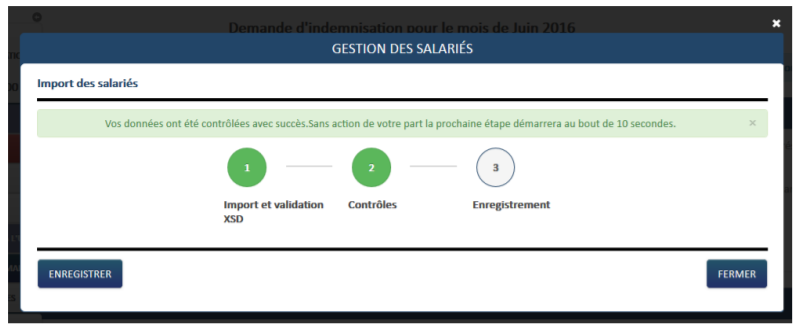 Demande d'indemnisation pour le mois de Juin 2016
GESTION DES SALARIÉS
Import des salariés
Vos données ont été contrôlées avec succès.Sans action de votre part la prochaine étape démarrera au bout de 10 secondes.
1 2 3
Import et validation Contrôles Enregistrement
XSD
ENREGISTRER FERMER